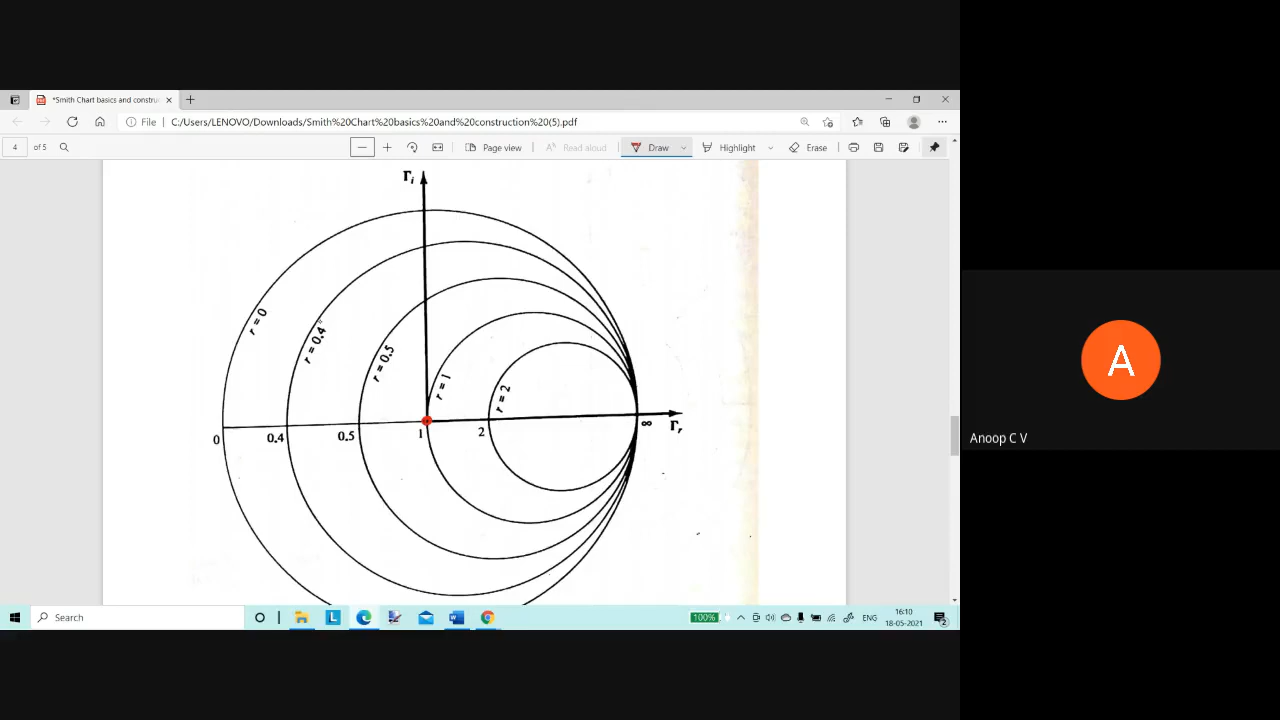 *Smith Chart basics and constru
File | C:/Users/LENOVO/Downloads/Smith%20Chart%20basics%20and%20construction%20(5).pdf
4 of 5
Page view
Read aloud
Draw
Highlight
Erase
Γi
r = 0
r = 0.4
r = 0.5
r = 1
r = 2
0 0.4 0.5 1 2 ∞ Γr
A
Anoop C V
Search
100%
ENG
16:10
18-05-2021
2